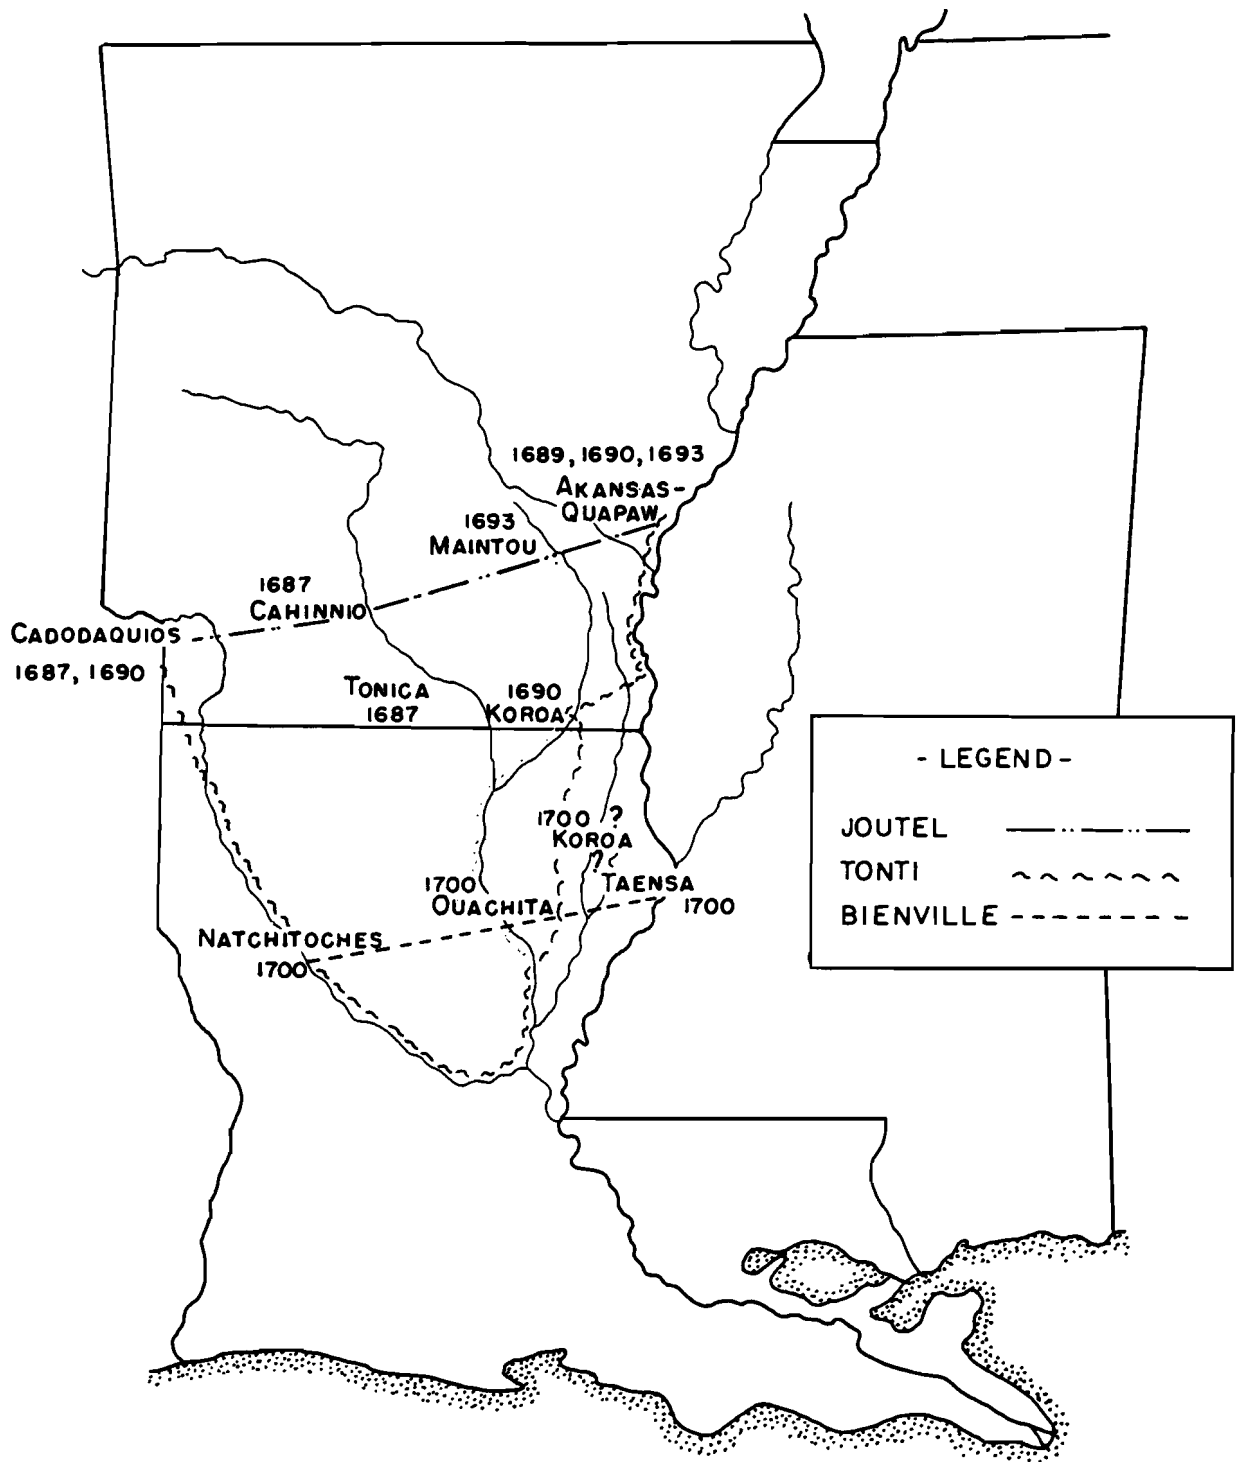 1689, 1690, 1693
AKANSAS-
QUAPAW
1693
MAINTOU
1687
CAHINNIO
CADODAQUIOS
1687, 1690
TONICA
1687
1690
KOROA
- LEGEND -
JOUTEL
TONTI
BIENVILLE
1700 ?
KOROA
?
TAENSA
1700
1700
OUACHITA
NATCHITOCHES
1700